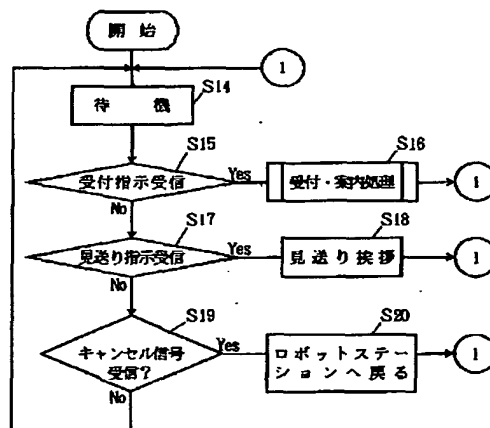 開始
1
S14
待機
S15
受付指示受信
Yes
No
S16
受付・案内処理
1
S17
見送り指示受信
Yes
No
S18
見送り挨拶
1
S19
キャンセル信号
受信?
Yes
No
S20
ロボットステー
ションへ戻る
1